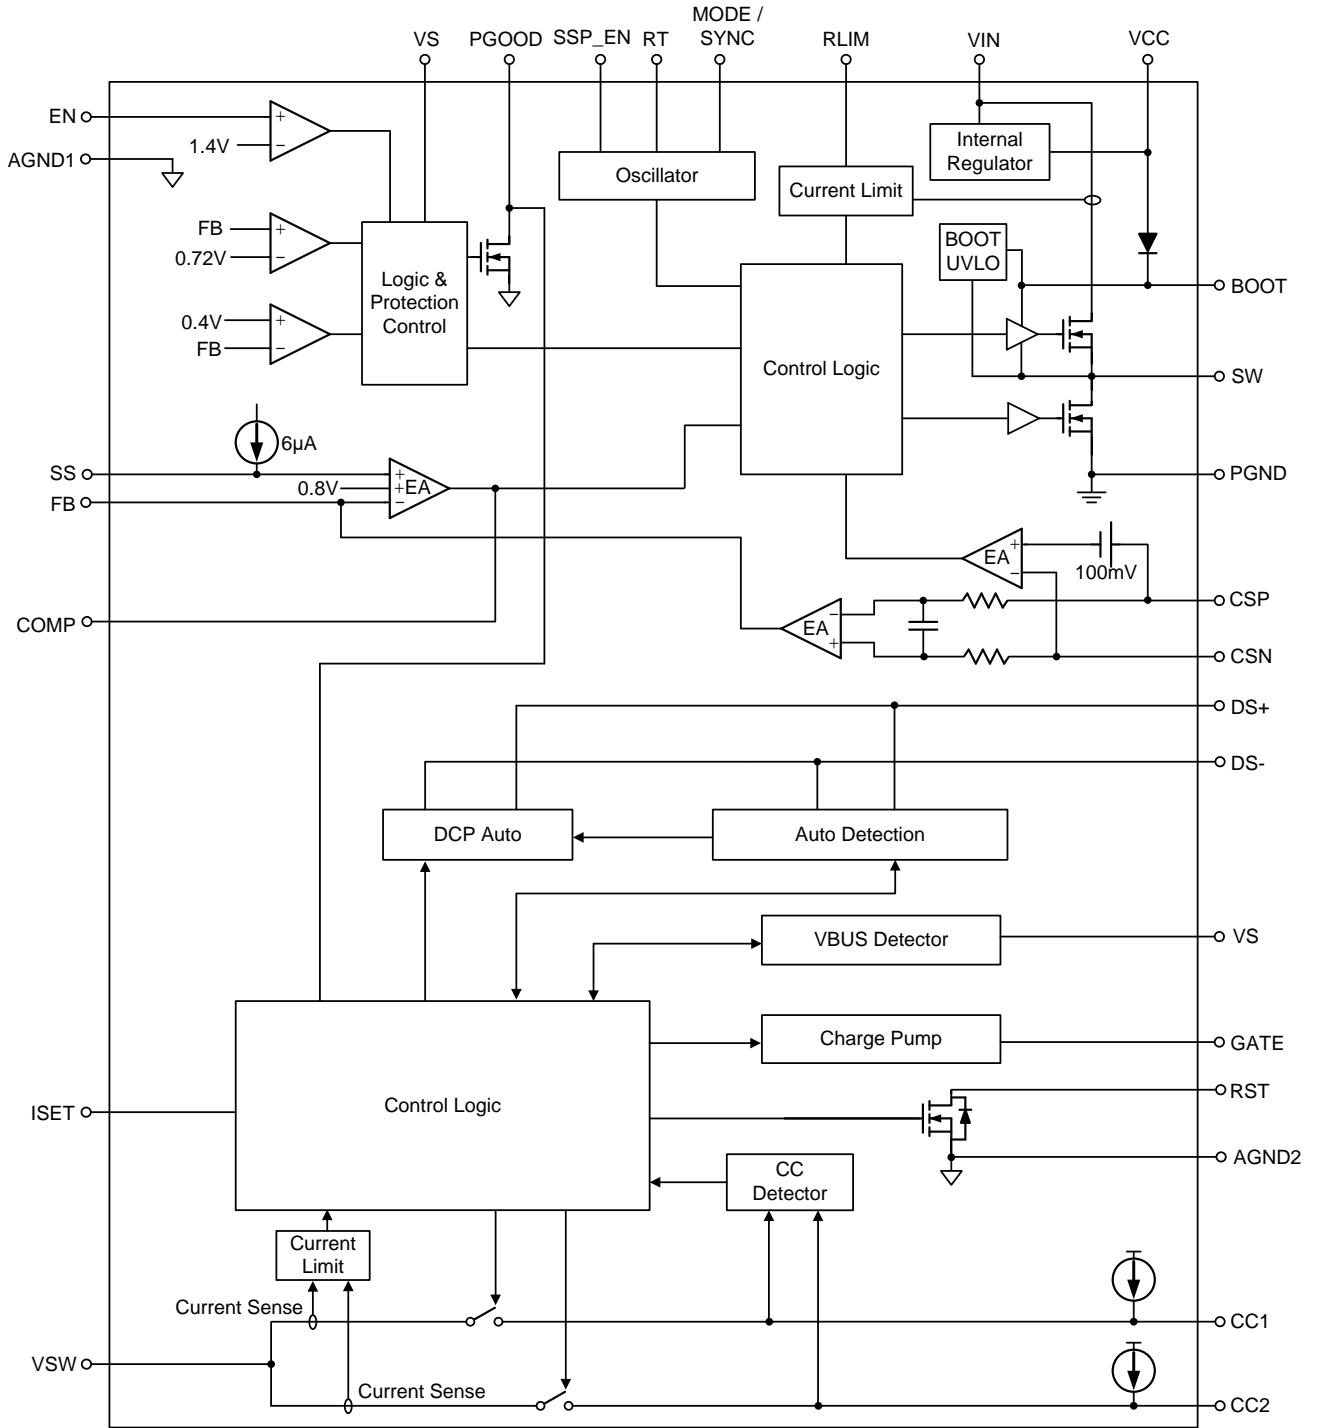 MODE /
VS PGOOD SSP_EN RT SYNC RLIM VIN VCC
EN
+
1.4V
−
AGND1
Internal
Regulator
Oscillator
Current Limit
FB
+
0.72V
−
BOOT
UVLO
Logic &
Protection
Control
BOOT
0.4V
+
FB
−
Control Logic
SW
6µA
SS
+
0.8V
+
EA
FB
−
PGND
EA
+
−
100mV
CSP
COMP
EA
−
+
CSN
DS+
DS-
DCP Auto
Auto Detection
VBUS Detector
VS
Charge Pump
GATE
RST
ISET
Control Logic
AGND2
CC
Detector
Current
Limit
Current Sense
CC1
VSW
Current Sense
CC2